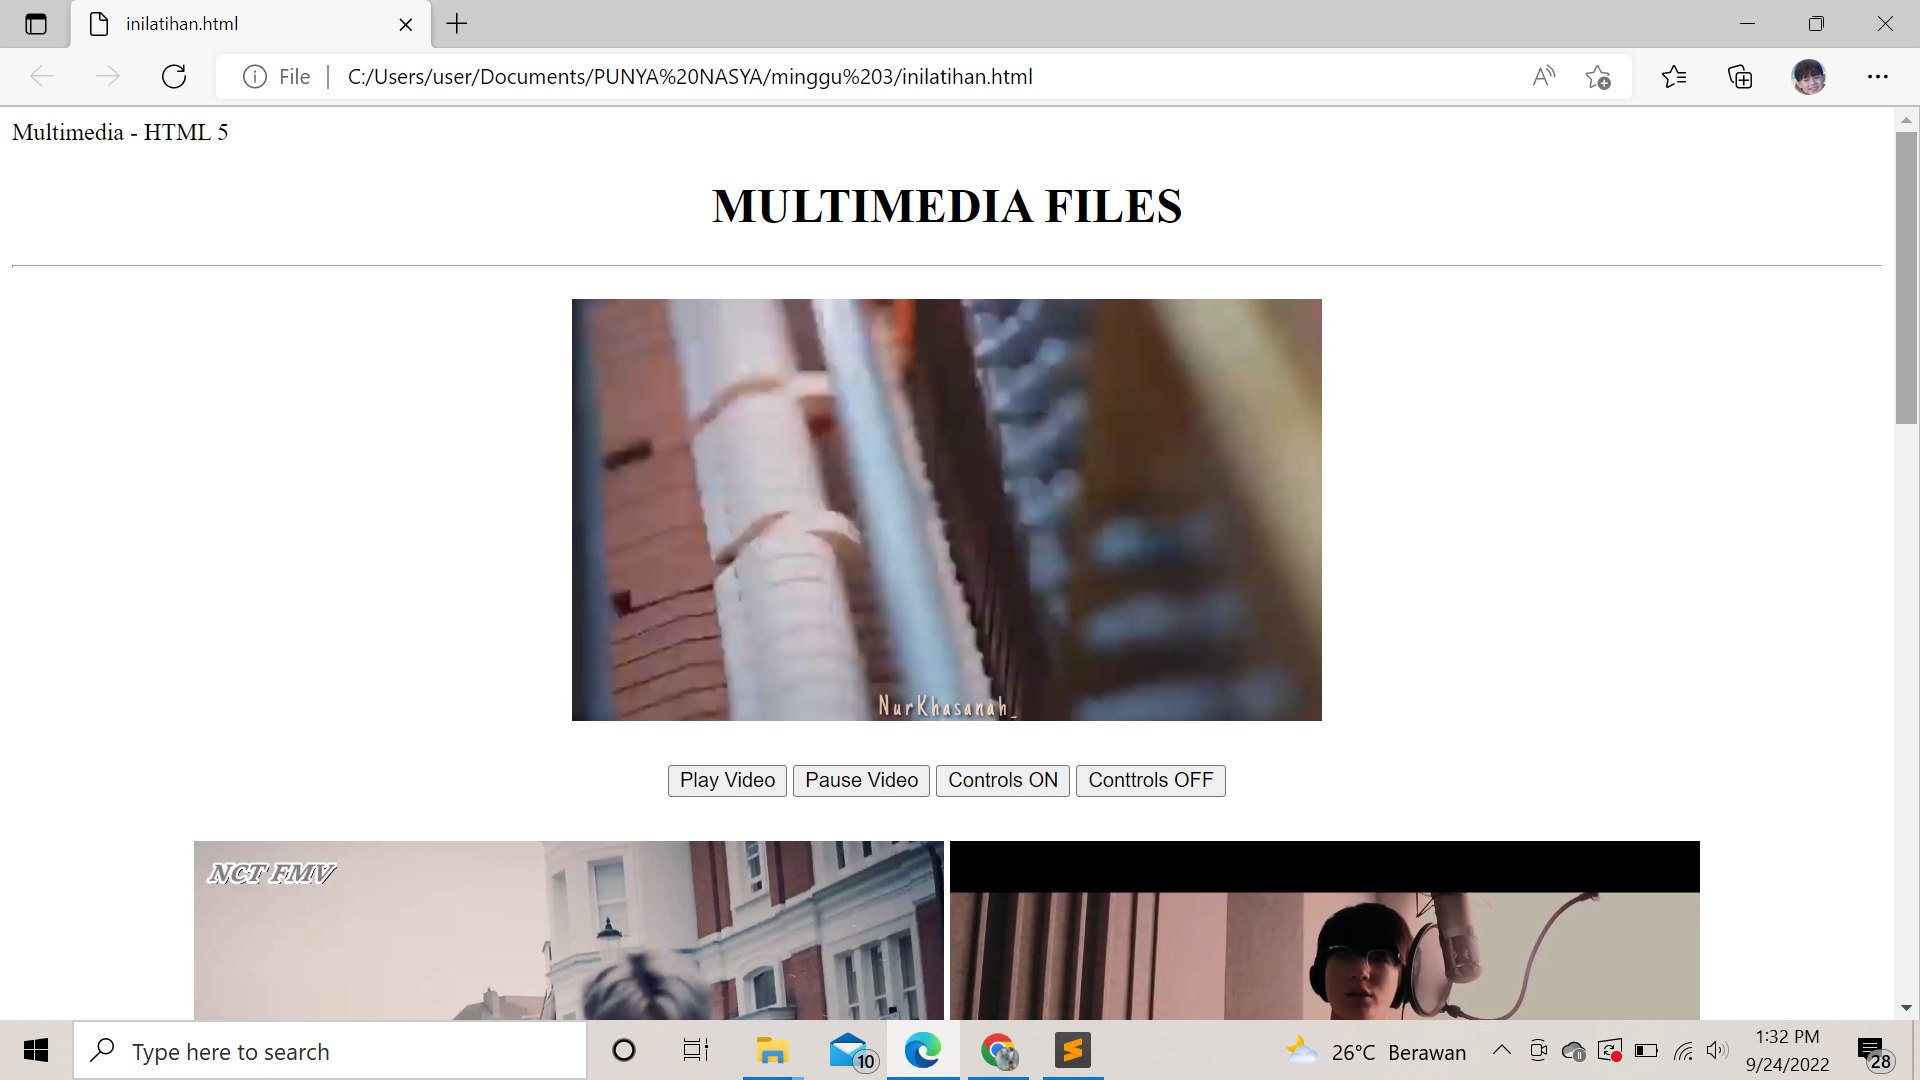 inilatihan.html
File
C:/Users/user/Documents/PUNYA%20NASYA/minggu%203/inilatihan.html
Multimedia - HTML 5
MULTIMEDIA FILES
NurKhasanah_
Play Video Pause Video Controls ON Conttrols OFF
NCT FMV
Type here to search
10
26°C Berawan
1:32 PM
9/24/2022
28